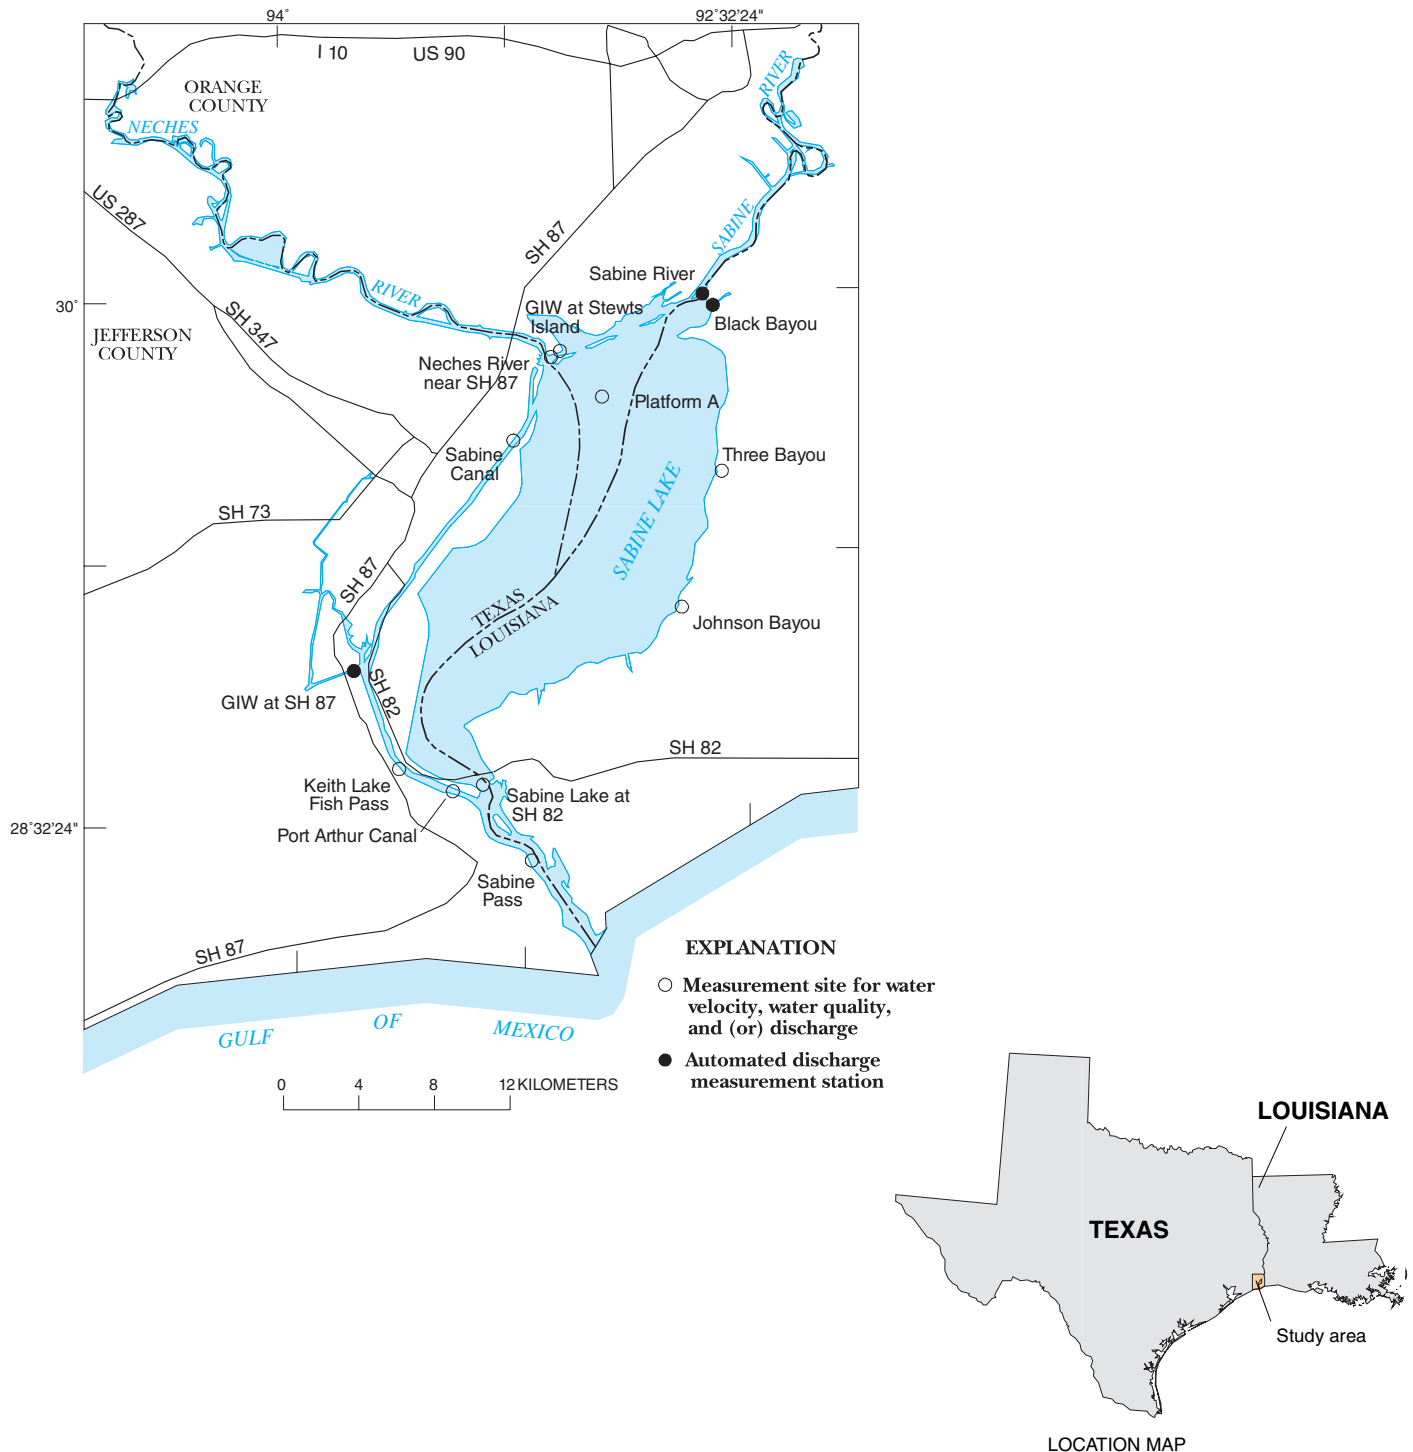 94°
92°32'24"
I 10
US 90
ORANGE
COUNTY
RIVER
NECHES
US 287
SH 87
SABINE
Sabine River
RIVER
30°
GIW at Stewts
Island
Black Bayou
SH 347
JEFFERSON
COUNTY
Neches River
near SH 87
Platform A
Sabine
Canal
Three Bayou
SABINE LAKE
SH 73
SH 87
TEXAS
LOUISIANA
Johnson Bayou
SH 82
GIW at SH 87
SH 82
Keith Lake
Fish Pass
Sabine Lake at
SH 82
Port Arthur Canal
28°32'24"
Sabine
Pass
SH 87
GULF OF MEXICO
EXPLANATION
Measurement site for water
velocity, water quality,
and (or) discharge
Automated discharge
measurement station
0 4 8 12 KILOMETERS
LOUISIANA
TEXAS
Study area
LOCATION MAP